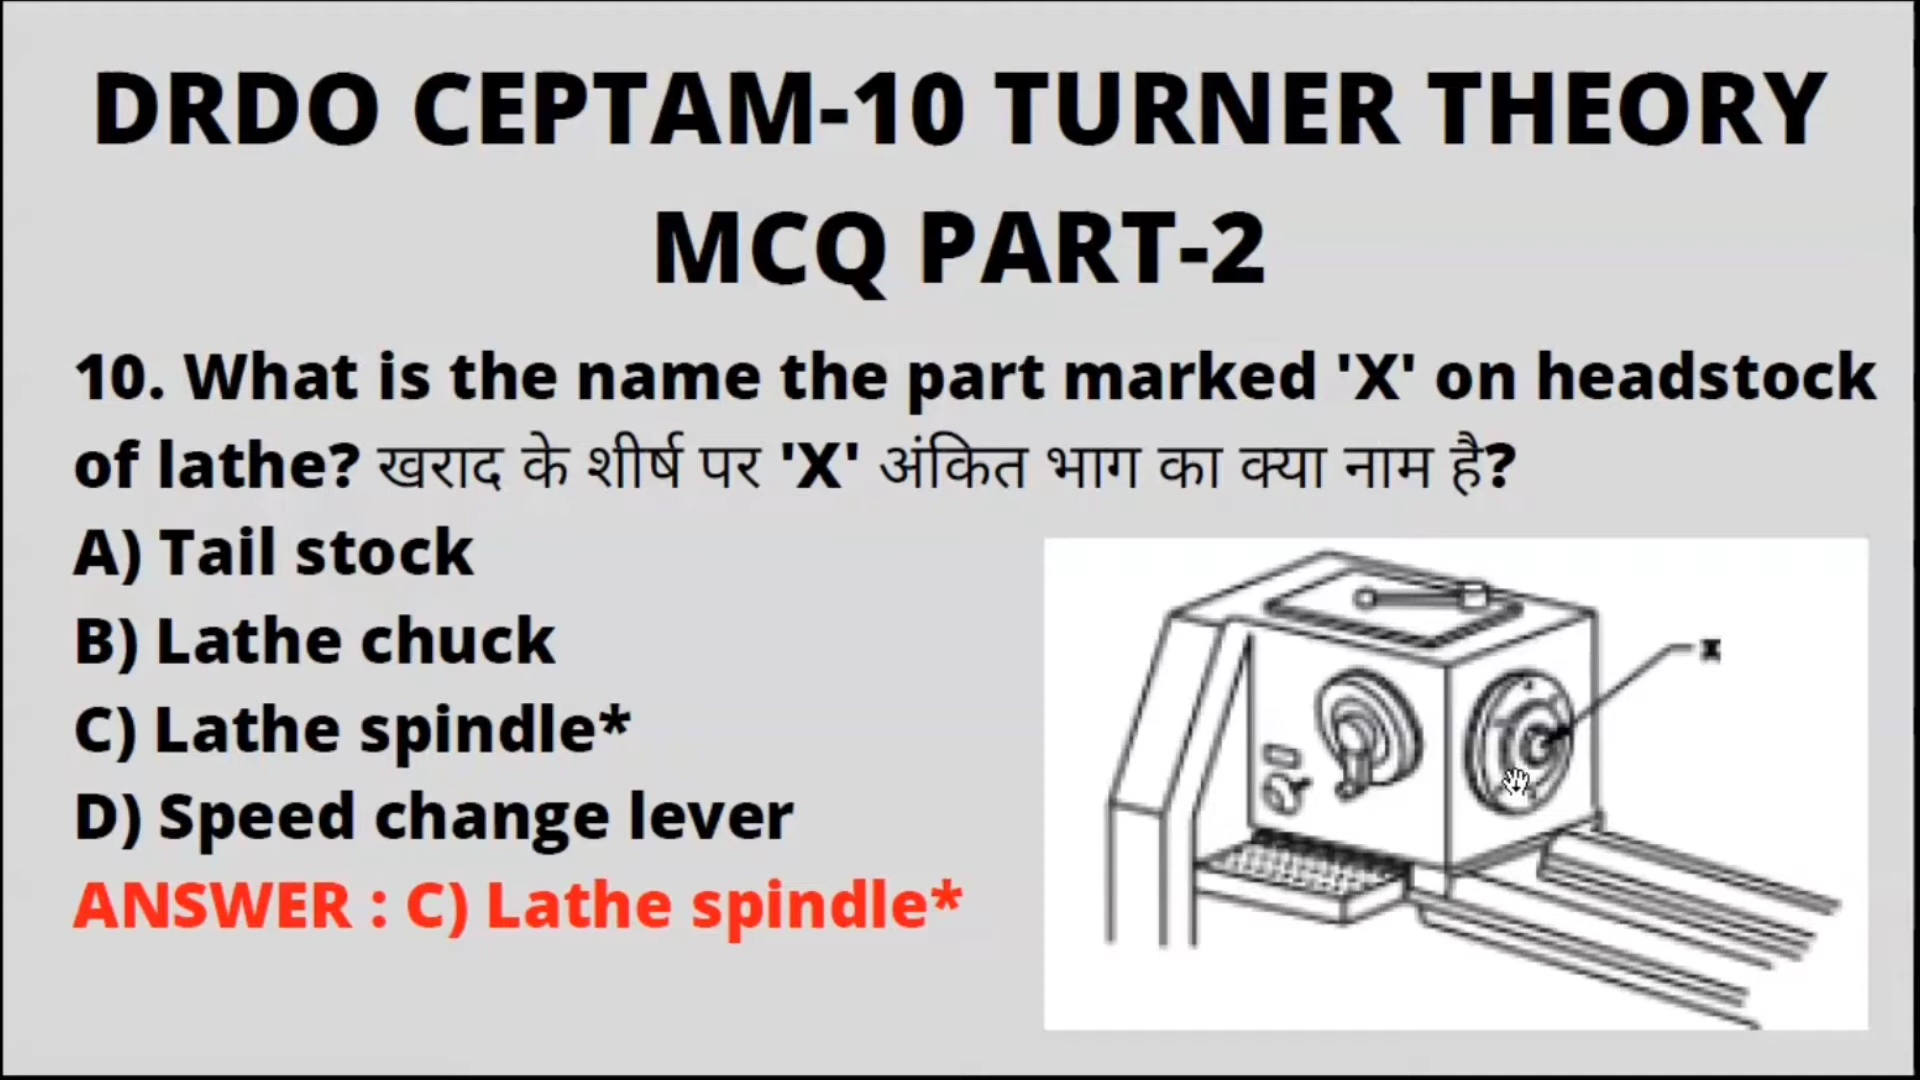 DRDO CEPTAM-10 TURNER THEORY
MCQ PART-2
10. What is the name the part marked 'X' on headstock
of lathe? खराद के शीर्ष पर 'X' अंकित भाग का क्या नाम है?
A) Tail stock
B) Lathe chuck
C) Lathe spindle*
D) Speed change lever
ANSWER : C) Lathe spindle*
X